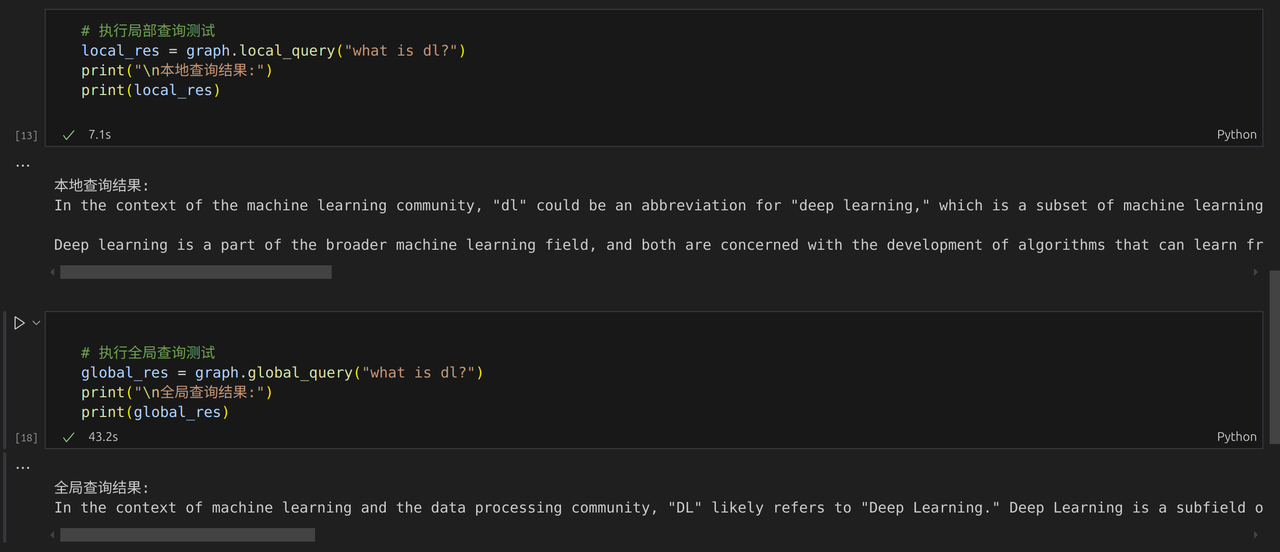 # 执行局部查询测试
local_res = graph.local_query("what is dl?")
print("\n本地查询结果:")
print(local_res)
[13]
7.1s
Python
...
本地查询结果:
In the context of the machine learning community, "dl" could be an abbreviation for "deep learning," which is a subset of machine learning
Deep learning is a part of the broader machine learning field, and both are concerned with the development of algorithms that can learn fr
# 执行全局查询测试
global_res = graph.global_query("what is dl?")
print("\n全局查询结果:")
print(global_res)
[18]
43.2s
Python
...
全局查询结果:
In the context of machine learning and the data processing community, "DL" likely refers to "Deep Learning." Deep Learning is a subfield o